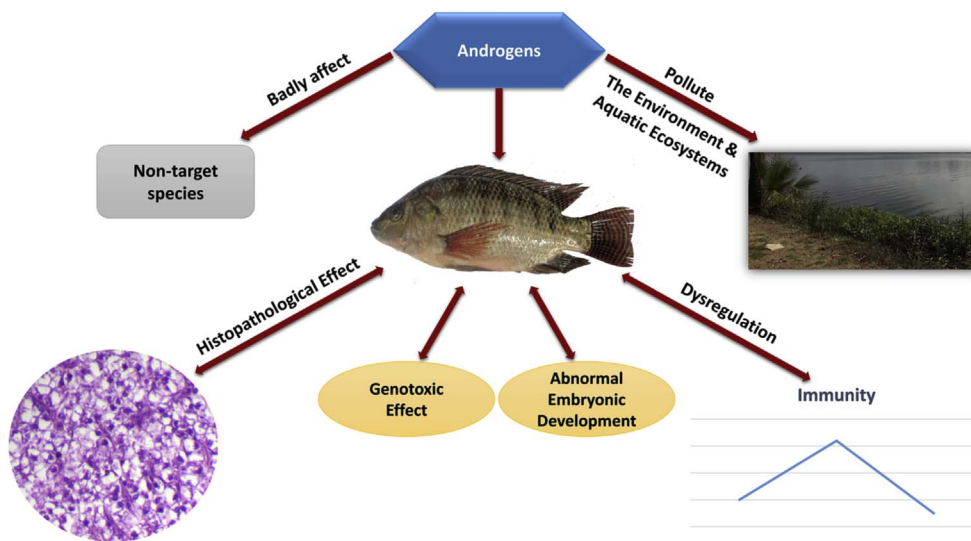 Androgens
Badly affect
Pollute
The Environment &
Aquatic Ecosystems
Non-target
species
Histopathological Effect
Dysregulation
Genotoxic
Effect
Abnormal
Embryonic
Development
Immunity